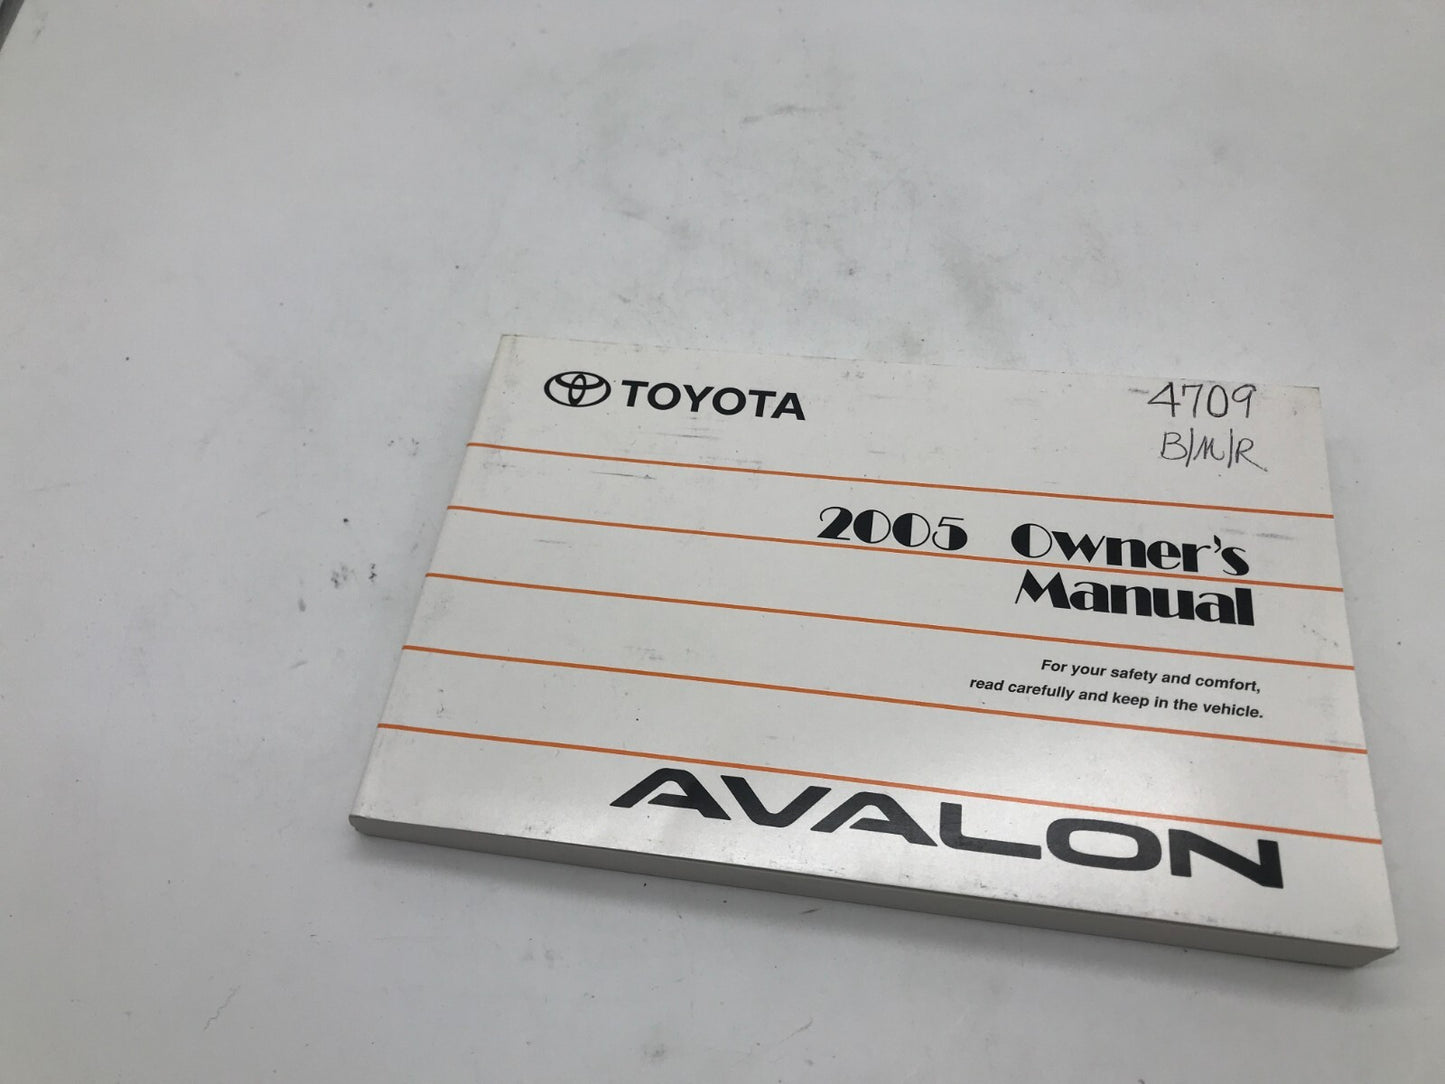 TOYOTA
4709
B/M/R
2005 Owner's
Manual
For your safety and comfort,
read carefully and keep in the vehicle.
AVALON